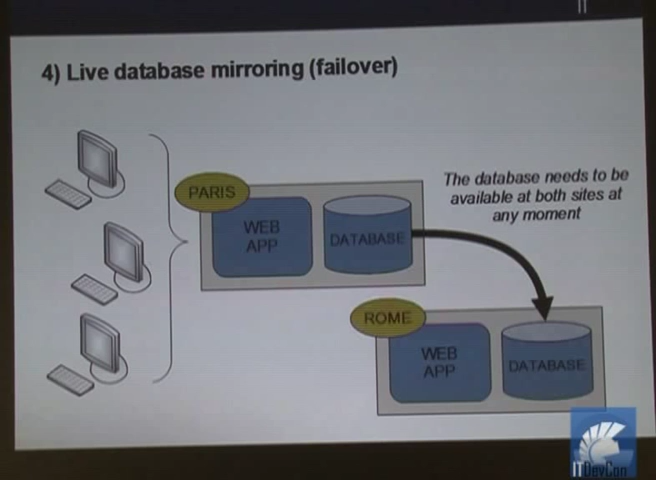 4) Live database mirroring (failover)
PARIS
WEB
APP
DATABASE
The database needs to be
available at both sites at
any moment
ROME
WEB
APP
DATABASE
ITDevCon